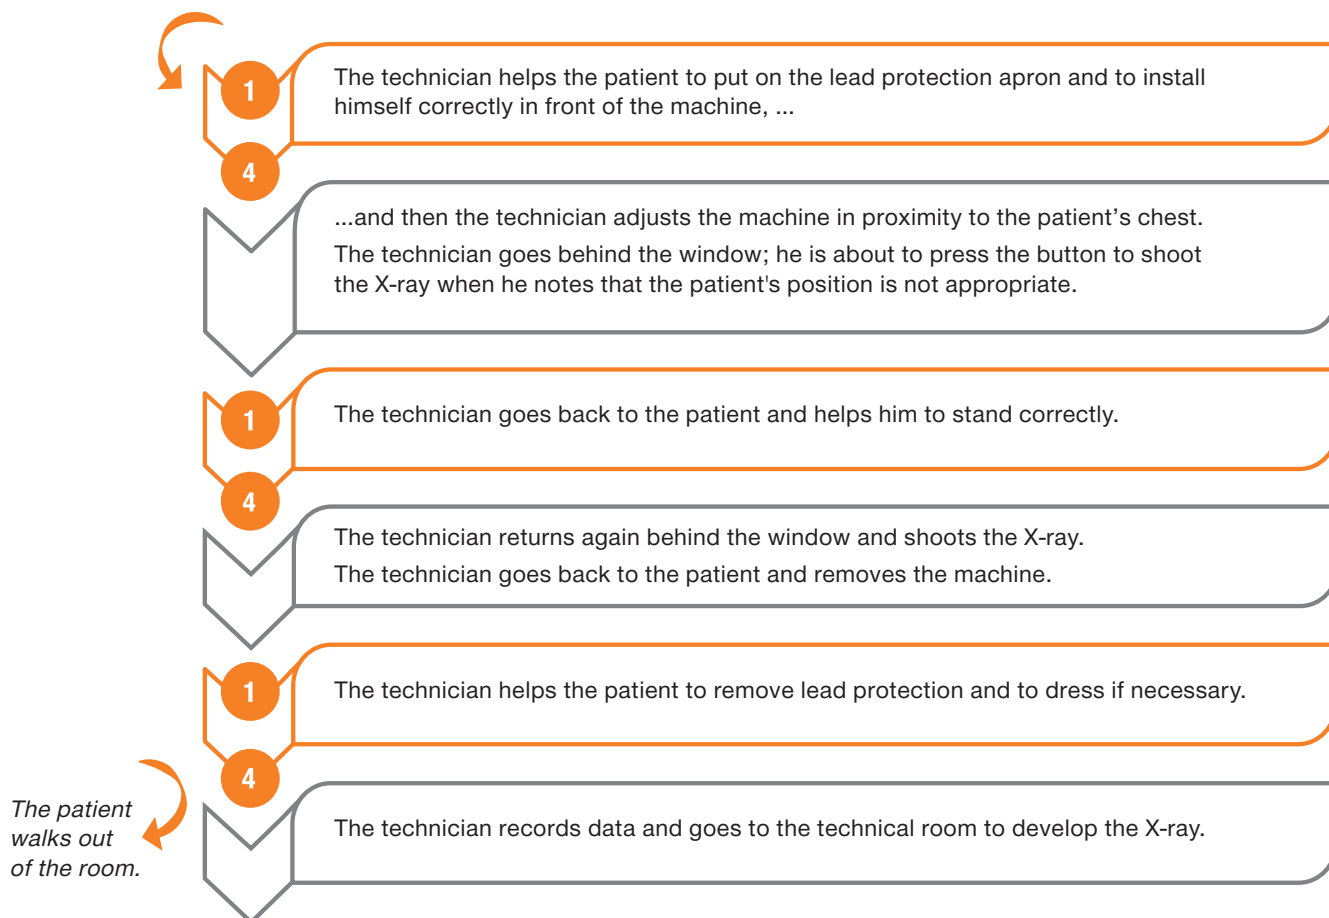 1
The technician helps the patient to put on the lead protection apron and to install
himself correctly in front of the machine, ...
4
...and then the technician adjusts the machine in proximity to the patient’s chest.
The technician goes behind the window; he is about to press the button to shoot
the X-ray when he notes that the patient's position is not appropriate.
1
The technician goes back to the patient and helps him to stand correctly.
4
The technician returns again behind the window and shoots the X-ray.
The technician goes back to the patient and removes the machine.
1
The technician helps the patient to remove lead protection and to dress if necessary.
4
The patient
walks out
of the room.
The technician records data and goes to the technical room to develop the X-ray.